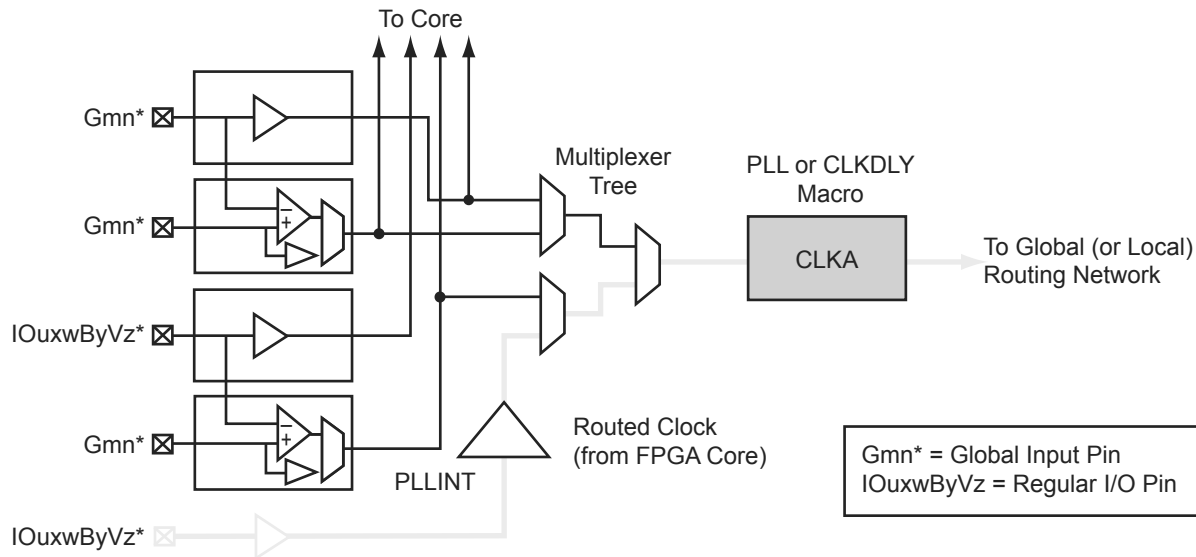 To Core
Gmn*
Multiplexer
Tree
PLL or CLKDLY
Macro
Gmn*
−
+
CLKA
To Global (or Local)
Routing Network
IOuxwByVz*
Gmn*
−
+
Routed Clock
(from FPGA Core)
PLLINT
Gmn* = Global Input Pin
IOuxwByVz = Regular I/O Pin
IOuxwByVz*